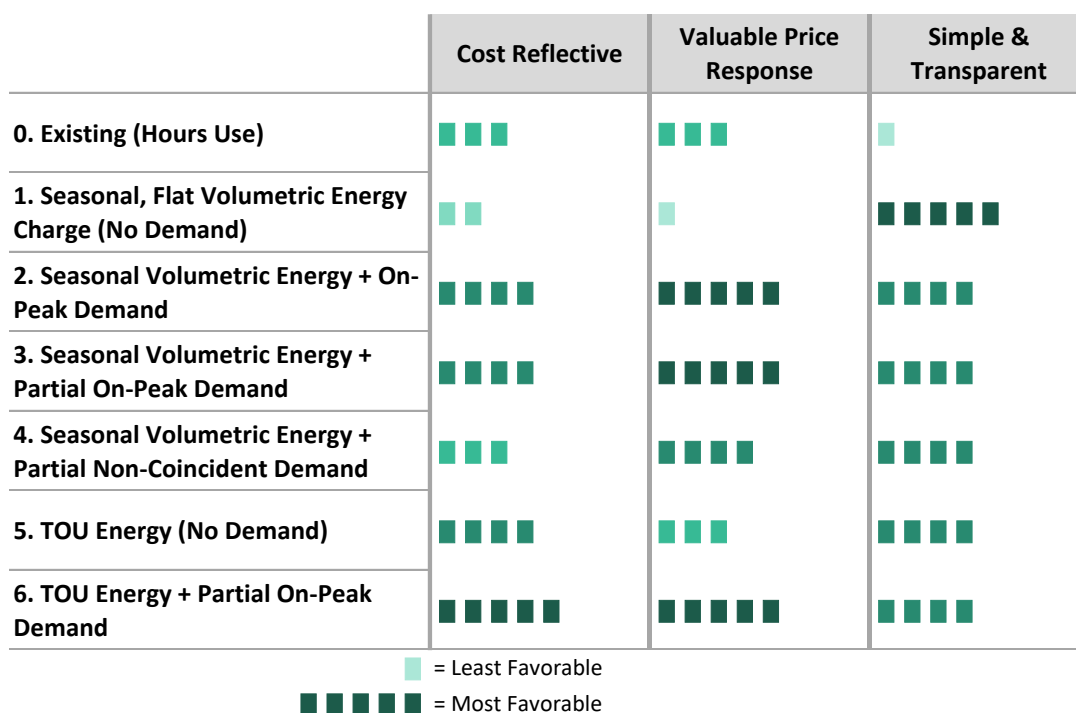 Cost Reflective
Valuable Price
Response
Simple &
Transparent
0. Existing (Hours Use)
1. Seasonal, Flat Volumetric Energy
Charge (No Demand)
2. Seasonal Volumetric Energy + On-
Peak Demand
3. Seasonal Volumetric Energy +
Partial On-Peak Demand
4. Seasonal Volumetric Energy +
Partial Non-Coincident Demand
5. TOU Energy (No Demand)
6. TOU Energy + Partial On-Peak
Demand
= Least Favorable
= Most Favorable